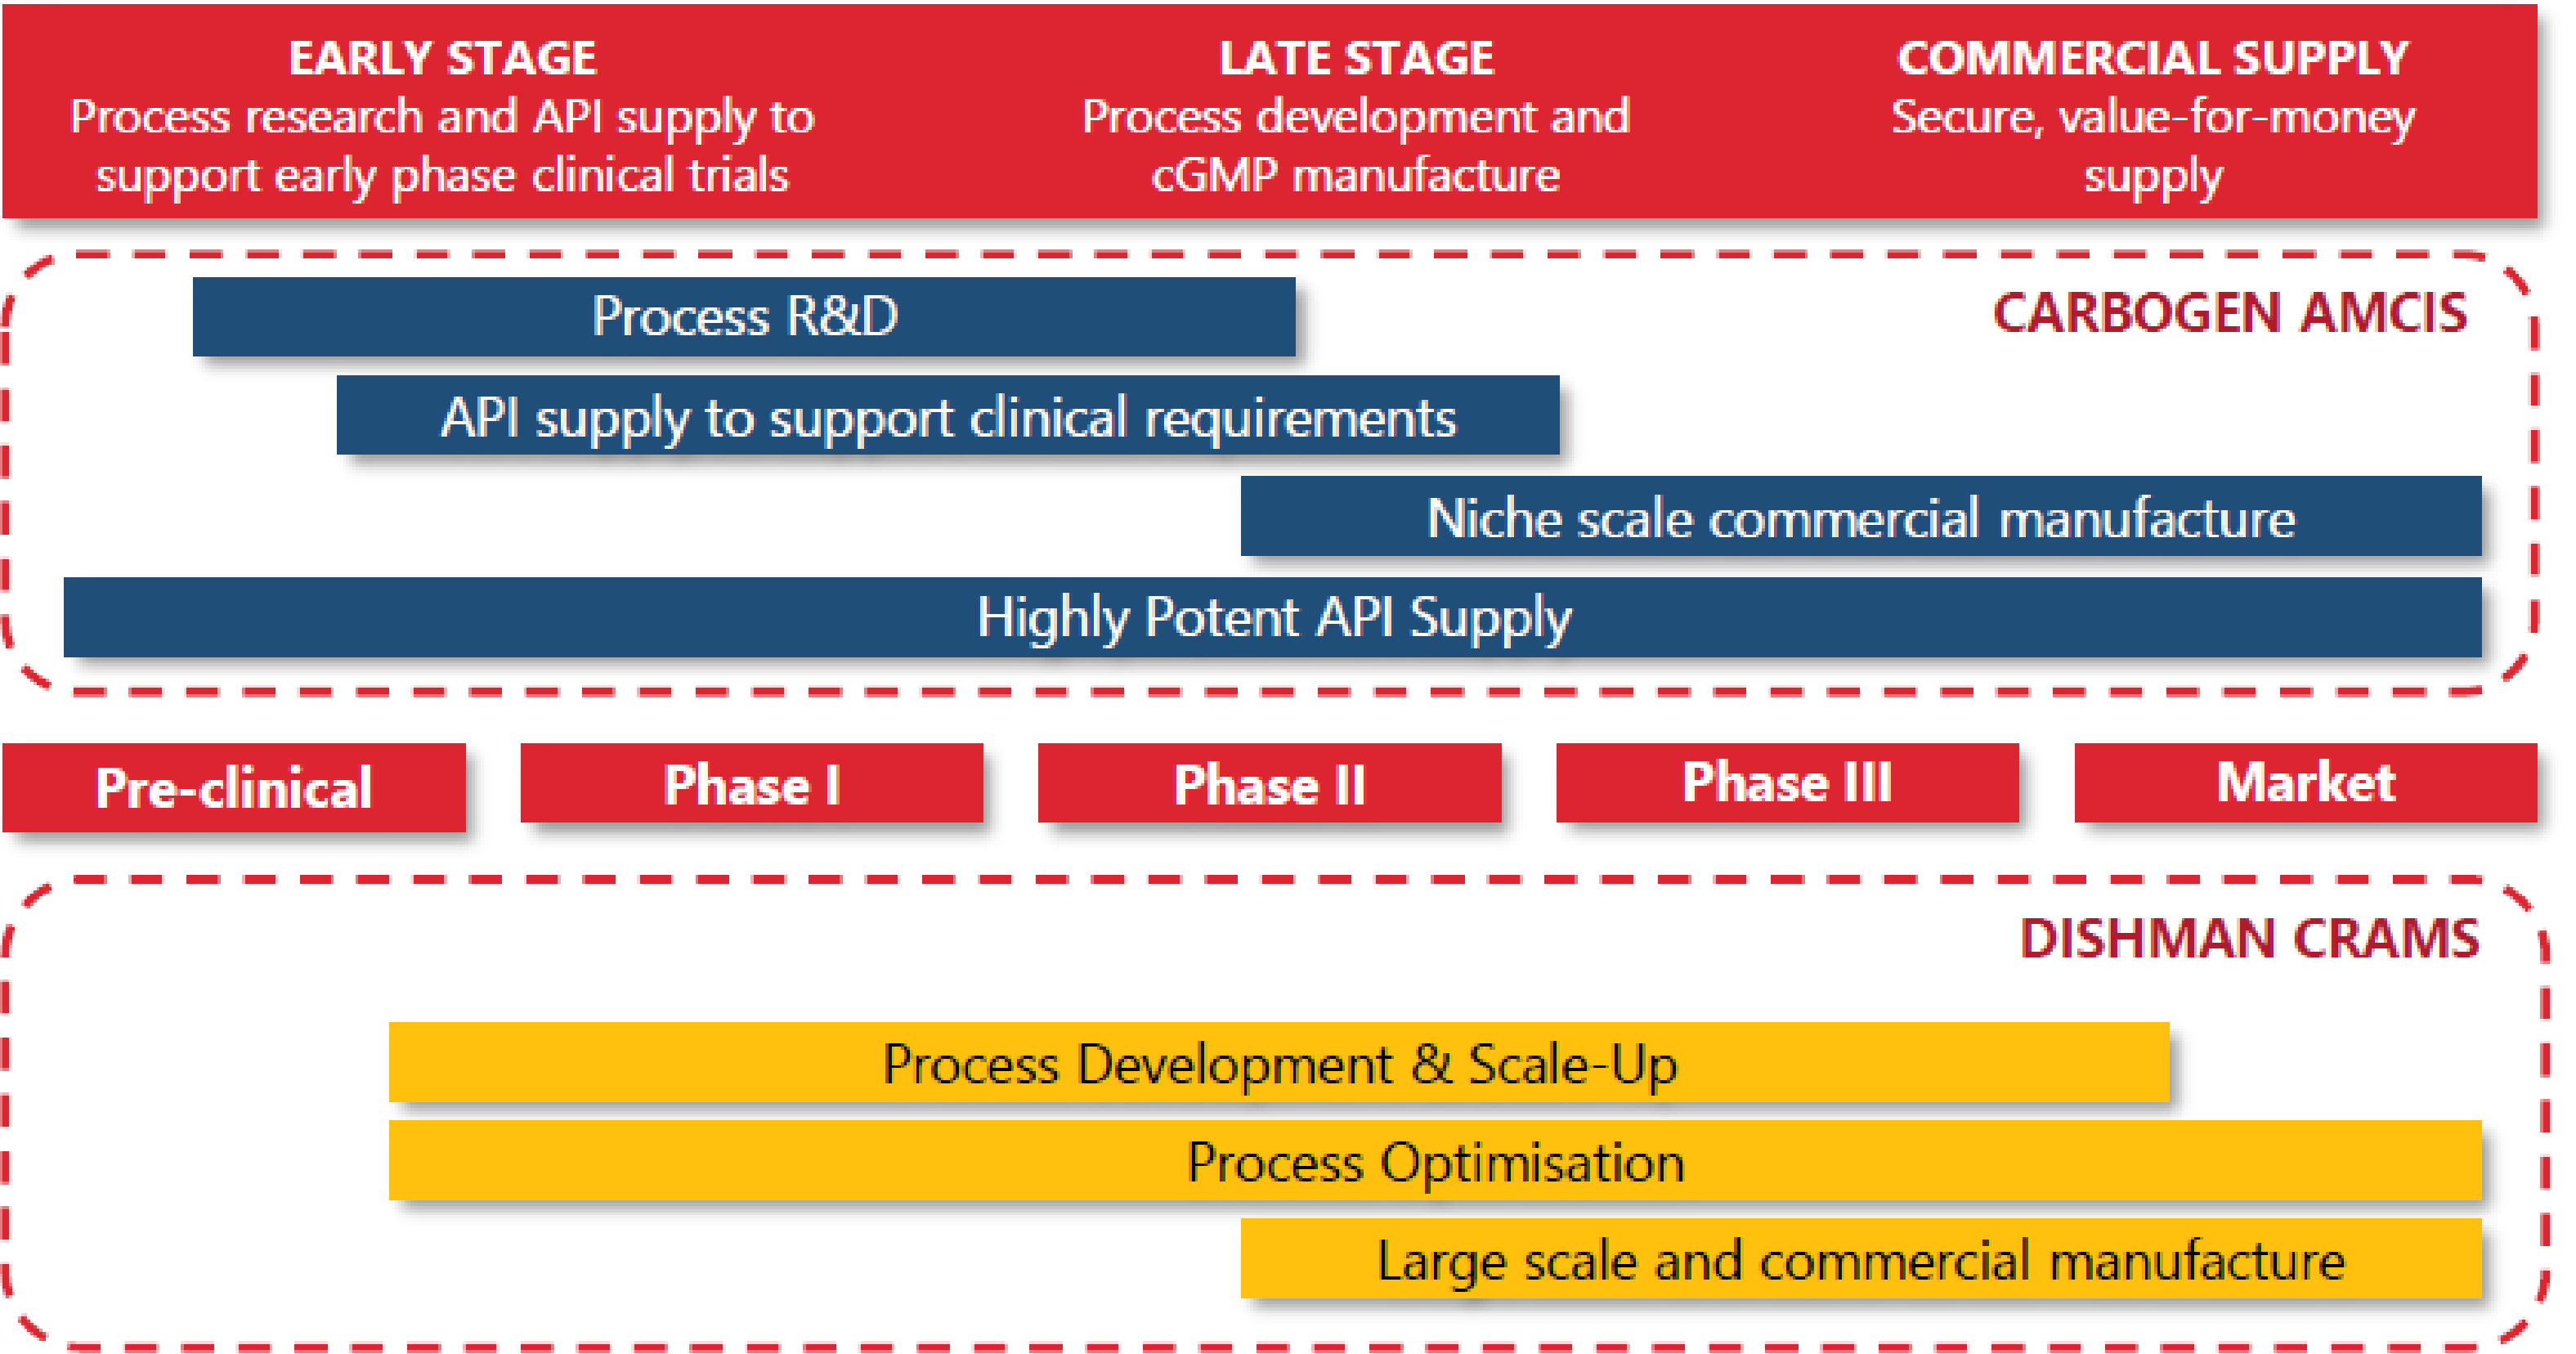 EARLY STAGE
Process research and API supply to
support early phase clinical trials
LATE STAGE
Process development and
cGMP manufacture
COMMERCIAL SUPPLY
Secure, value-for-money
supply
CARBOGEN AMCIS
Process R&D
API supply to support clinical requirements
Niche scale commercial manufacture
Highly Potent API Supply
Pre-clinical
Phase I
Phase II
Phase III
Market
DISHMAN CRAMS
Process Development & Scale-Up
Process Optimisation
Large scale and commercial manufacture